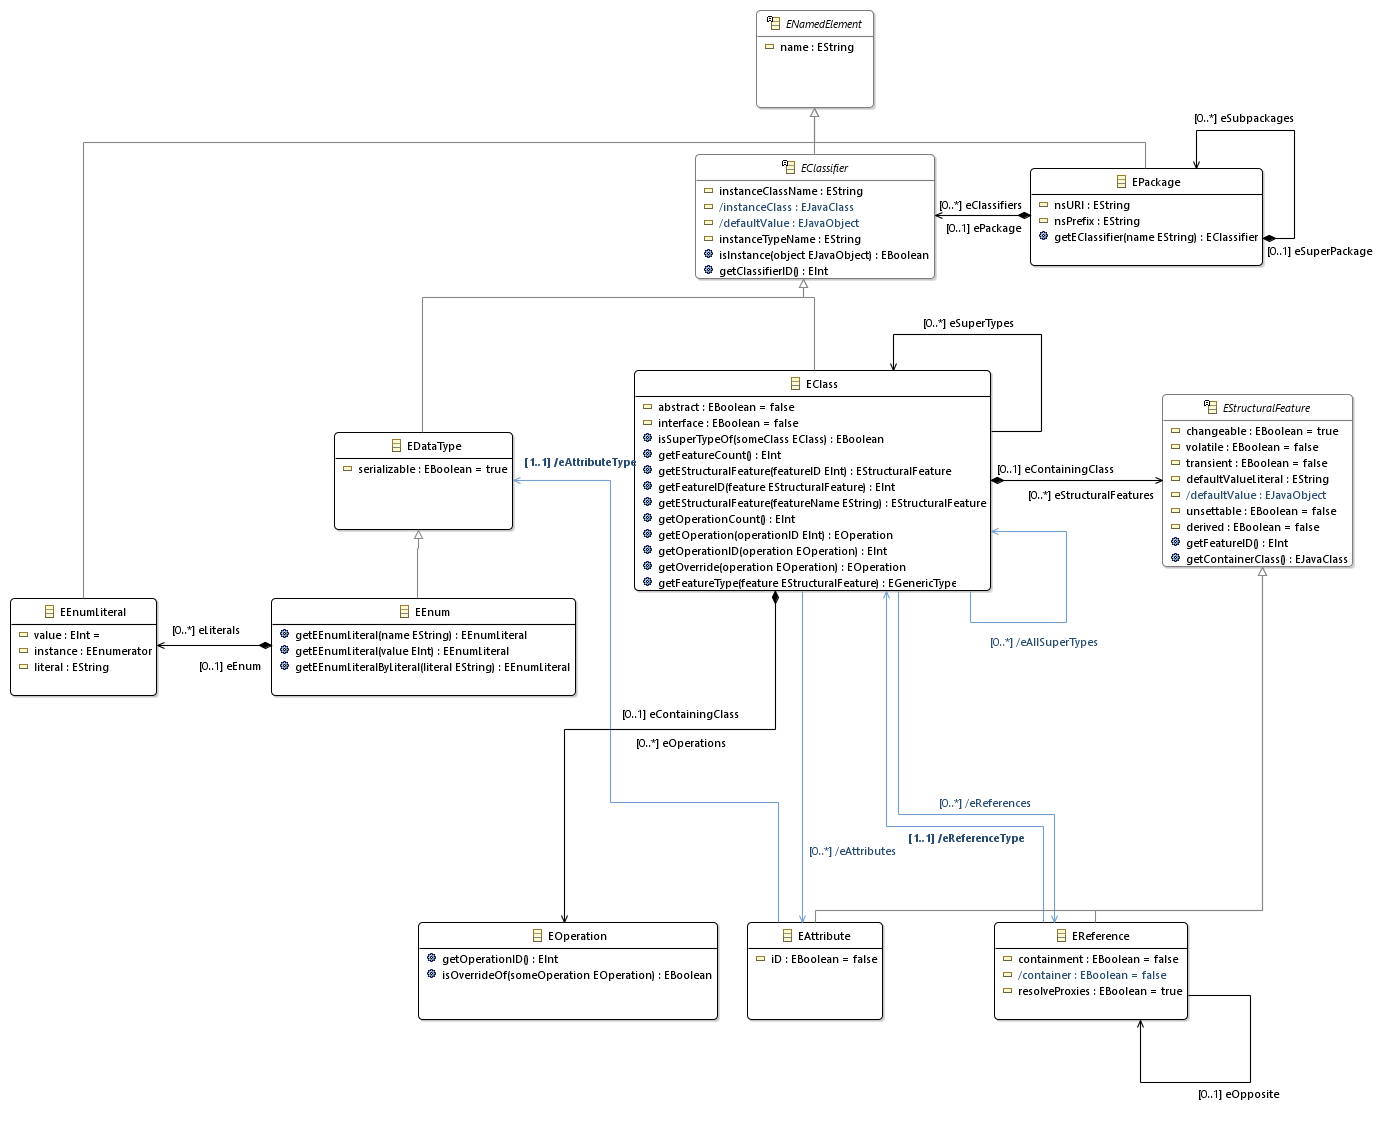 ENamedElement
name : EString
[0..*] eSubpackages
EClassifier
instanceClassName : EString
/instanceClass : EJavaClass
/defaultValue : EJavaObject
instanceTypeName : EString
isInstance(object EJavaObject) : EBoolean
getClassifierID() : EInt
[0..*] eClassifiers
[0..1] ePackage
EPackage
nsURI : EString
nsPrefix : EString
getEClassifier(name EString) : EClassifier
[0..1] eSuperPackage
[0..*] eSuperTypes
EClass
abstract : EBoolean = false
interface : EBoolean = false
isSuperTypeOf(someClass EClass) : EBoolean
getFeatureCount() : EInt
getEStructuralFeature(featureID EInt) : EStructuralFeature
getFeatureID(feature EStructuralFeature) : EInt
getEStructuralFeature(featureName EString) : EStructuralFeature
getOperationCount() : EInt
getEOperation(operationID EInt) : EOperation
getOperationID(operation EOperation) : EInt
getOverride(operation EOperation) : EOperation
getFeatureType(feature EStructuralFeature) : EGenericType
EStructuralFeature
changeable : EBoolean = true
volatile : EBoolean = false
transient : EBoolean = false
defaultValueLiteral : EString
/defaultValue : EJavaObject
unsettable : EBoolean = false
derived : EBoolean = false
getFeatureID() : EInt
getContainerClass() : EJavaClass
[0..1] eContainingClass
[0..*] eStructuralFeatures
EDataType
serializable : EBoolean = true
[1..1] /eAttributeType
[0..*] /eAllSuperTypes
EEnumLiteral
value : EInt =
instance : EEnumerator
literal : EString
[0..*] eLiterals
[0..1] eEnum
EEnum
getEEnumLiteral(name EString) : EEnumLiteral
getEEnumLiteral(value EInt) : EEnumLiteral
getEEnumLiteralByLiteral(literal EString) : EEnumLiteral
[0..1] eContainingClass
[0..*] eOperations
[0..*] /eReferences
[1..1] /eReferenceType
[0..*] /eAttributes
EOperation
getOperationID() : EInt
isOverrideOf(someOperation EOperation) : EBoolean
EAttribute
iD : EBoolean = false
EReference
containment : EBoolean = false
/container : EBoolean = false
resolveProxies : EBoolean = true
[0..1] eOpposite